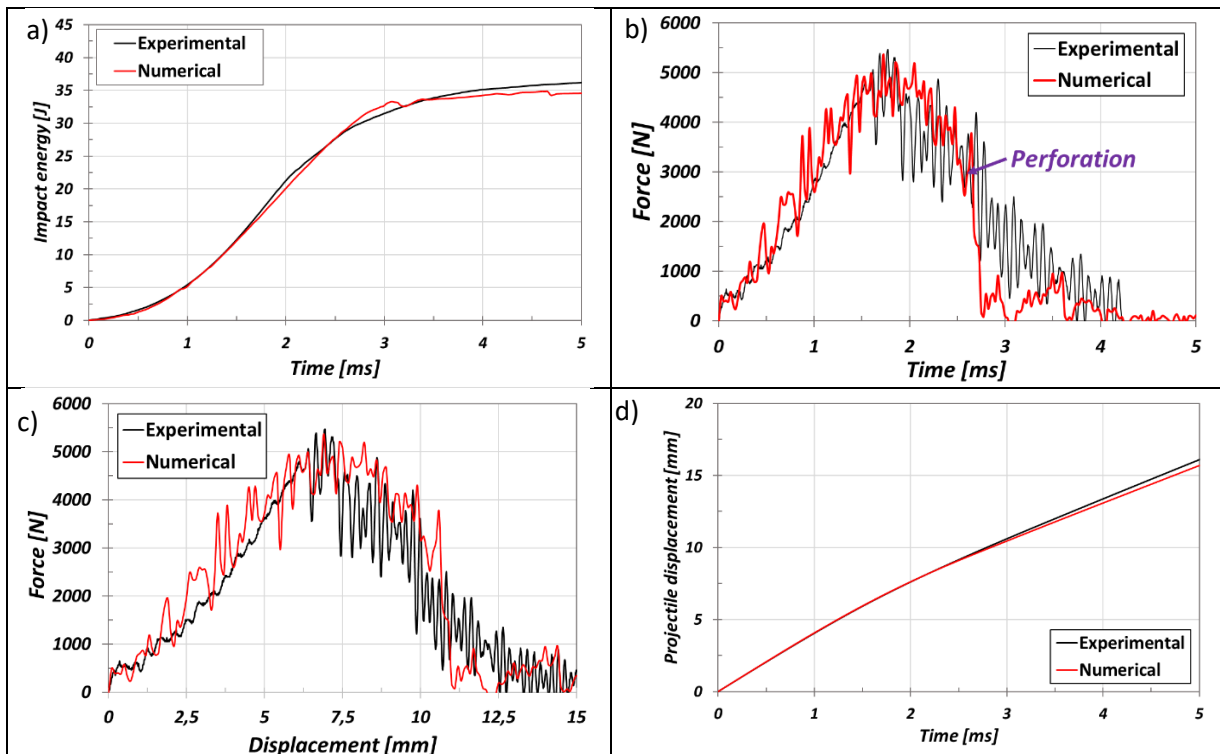 a)
45
40
35
30
25
20
15
10
5
0
Impact energy [J]
Experimental
Numerical
0 1 2 3 4 5
Time [ms]
b)
6000
5000
4000
3000
2000
1000
0
Force [N]
Experimental
Numerical
Perforation
0 1 2 3 4 5
Time [ms]
c)
6000
5000
4000
3000
2000
1000
0
Force [N]
Experimental
Numerical
0 2,5 5 7,5 10 12,5 15
Displacement [mm]
d)
20
15
10
5
0
Projectile displacement [mm]
Experimental
Numerical
0 1 2 3 4 5
Time [ms]